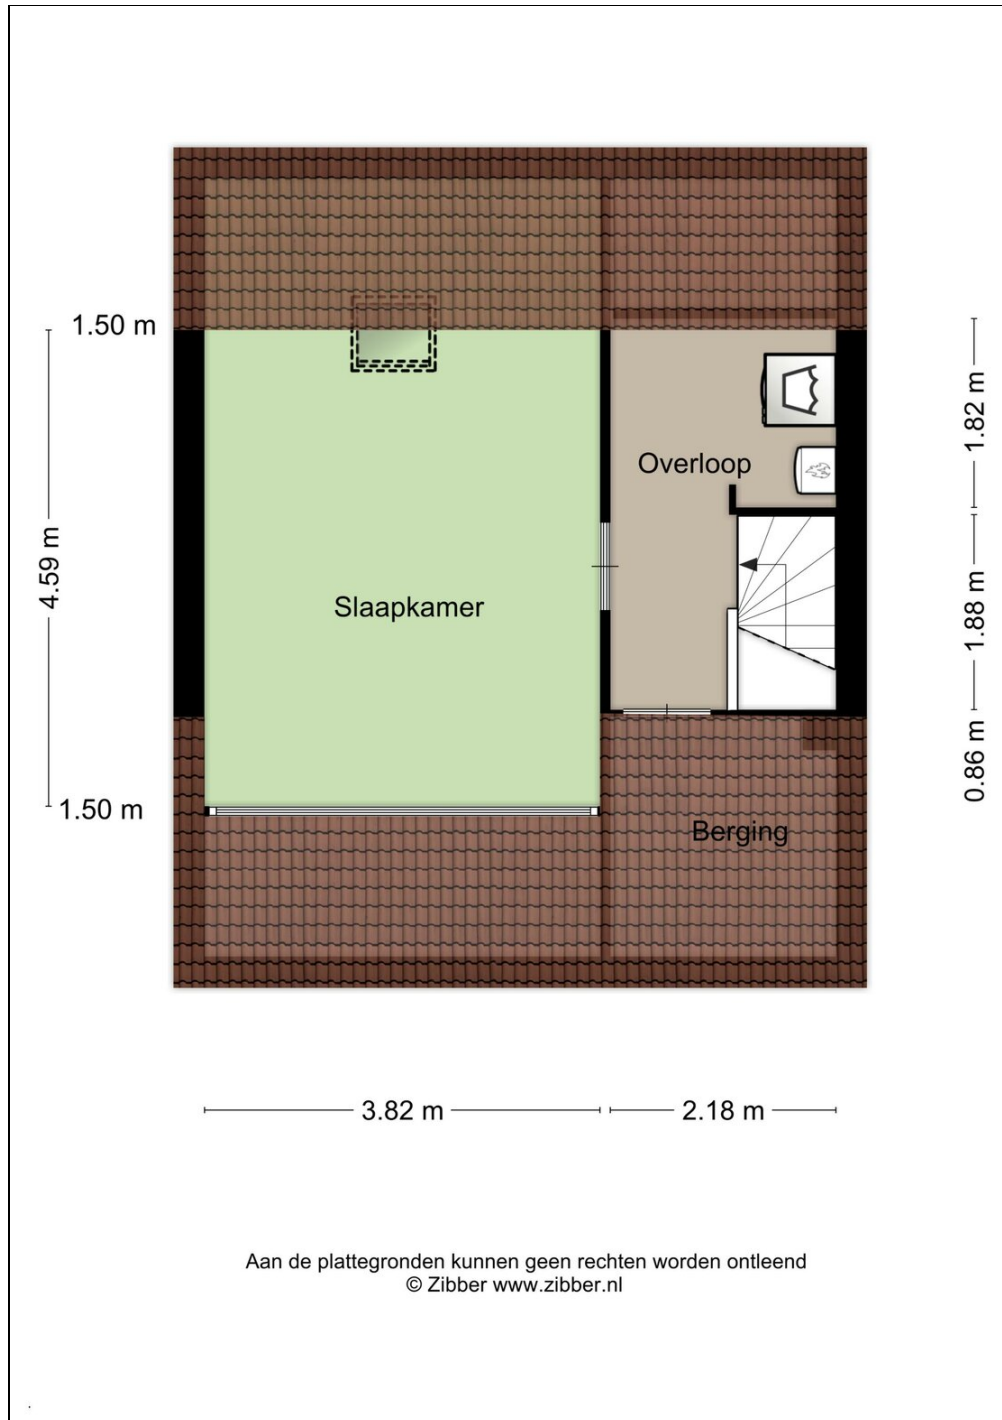 1.50 m
1.82 m
Overloop
4.59 m
Slaapkamer
1.88 m
0.86 m
1.50 m
Berging
3.82 m
2.18 m
Aan de plattegronden kunnen geen rechten worden ontleend
© Zibber www.zibber.nl